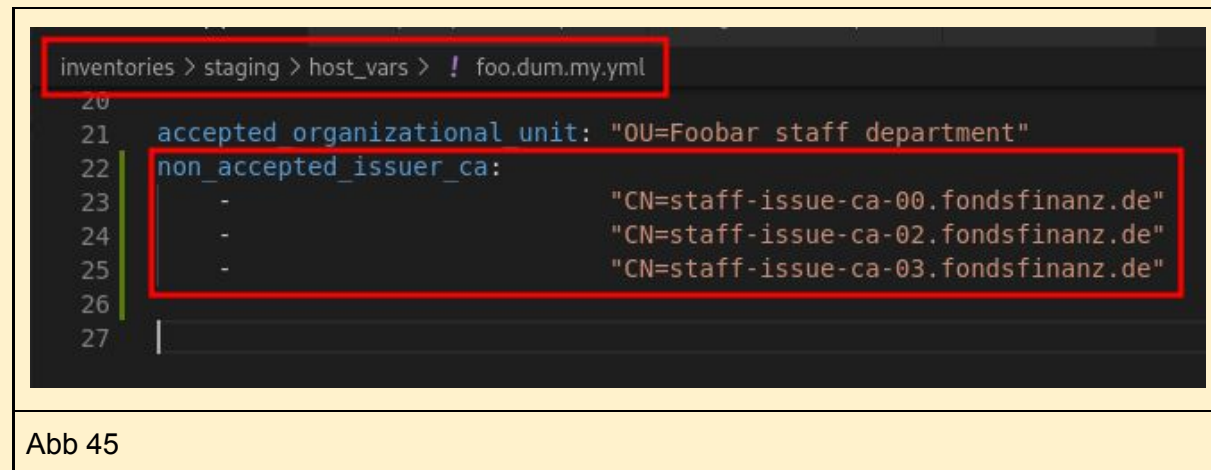 inventories > staging > host_vars > ! foo.dum.my.yml
20
21 accepted_organizational_unit: "OU=Foobar staff department"
22 non_accepted_issuer_ca:
23 - "CN=staff-issue-ca-00.fondsfinanz.de"
24 - "CN=staff-issue-ca-02.fondsfinanz.de"
25 - "CN=staff-issue-ca-03.fondsfinanz.de"
26
27
Abb 45